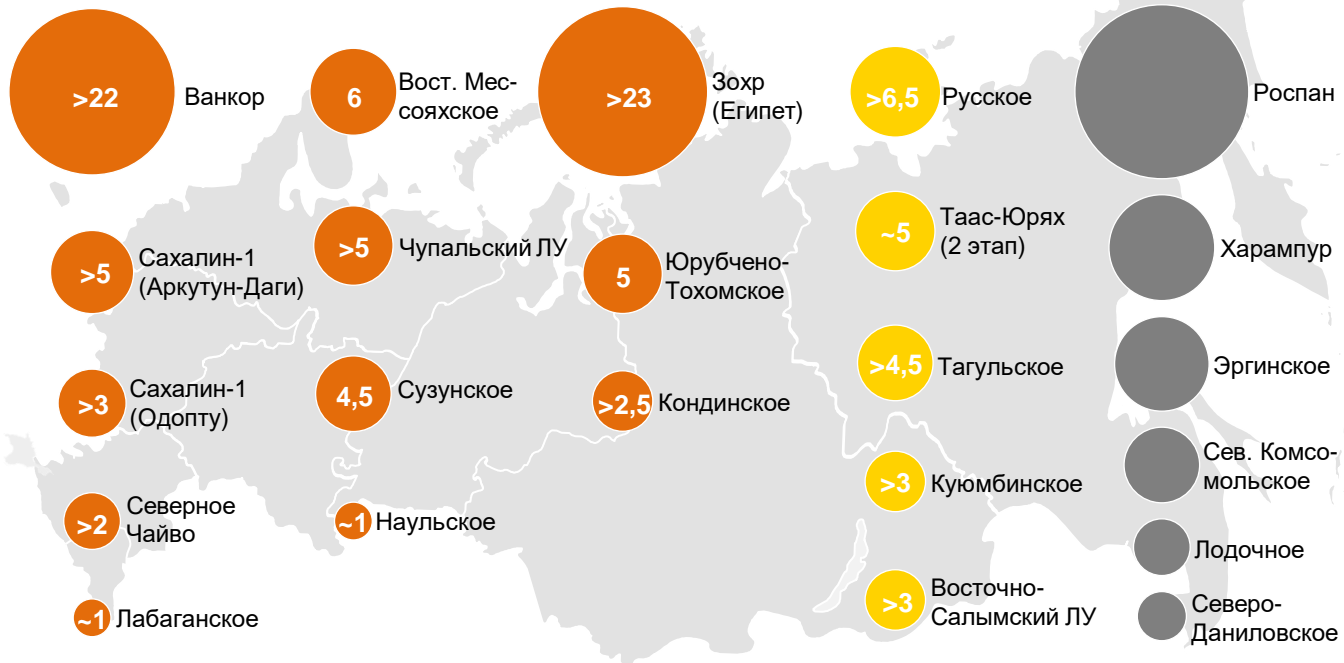 >22
Ванкор
>5
Сахалин-1
(Аркутун-Даги)
>3
Сахалин-1
(Одопту)
>2
Северное
Чайво
~1
Лабаганское
6
Вост. Мес-
сояхское
>5
Чупальский ЛУ
4,5
Сузунское
~1
Наульское
>23
Зохр
(Египет)
5
Юрубчено-
Тохомское
>2,5
Кондинское
>6,5
Русское
~5
Таас-Юрях
(2 этап)
>4,5
Тагульское
>3
Куюмбинское
>3
Восточно-
Салымский ЛУ
Роспан
Харампур
Эргинское
Сев. Комсо-
мольское
Лодочное
Северо-
Даниловское